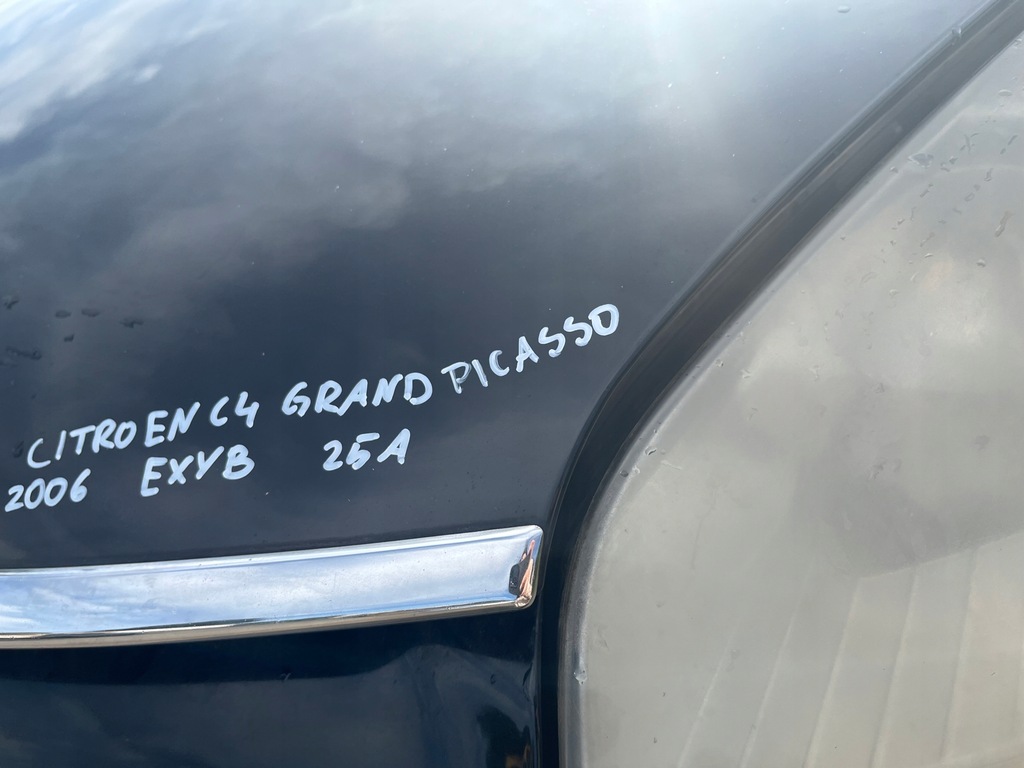 CITROEN C4 GRAND PICASSO
2006 EXYB 25A